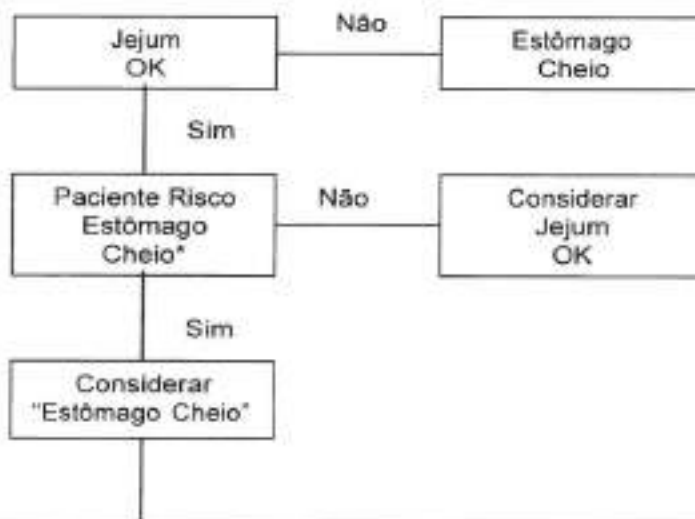 Jejum
OK
Não
Estômago
Cheio
Sim
Paciente Risco
Estômago
Cheio*
Não
Considerar
Jejum
OK
Sim
Considerar
"Estômago Cheio"